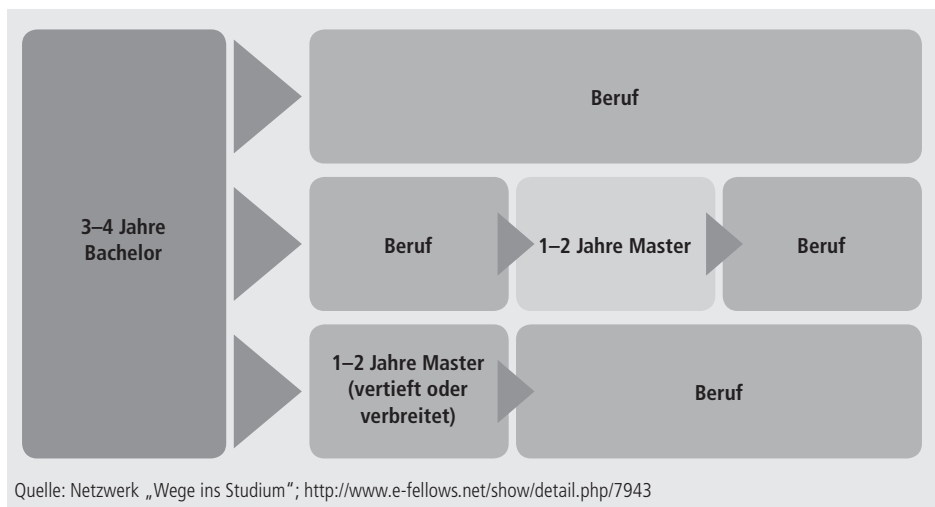 3–4 Jahre
Bachelor
Beruf
Beruf
1–2 Jahre Master
Beruf
1–2 Jahre Master
(vertieft oder
verbreitet)
Beruf
Quelle: Netzwerk „Wege ins Studium“; http://www.e-fellows.net/show/detail.php/7943